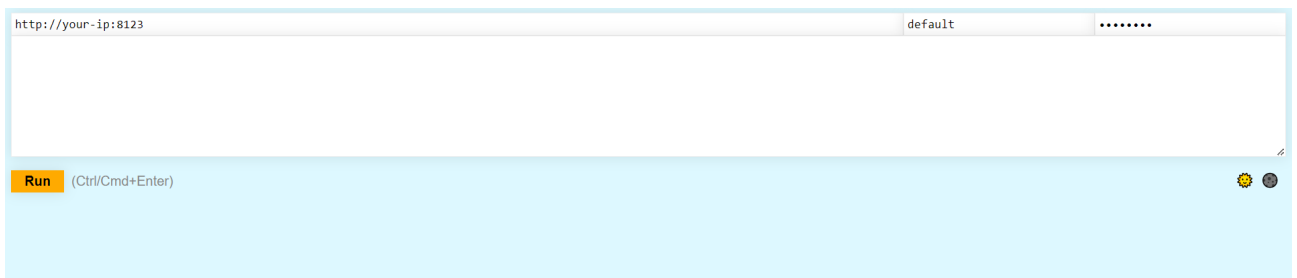 http://your-ip:8123 default ••••••••
Run (Ctrl/Cmd+Enter)